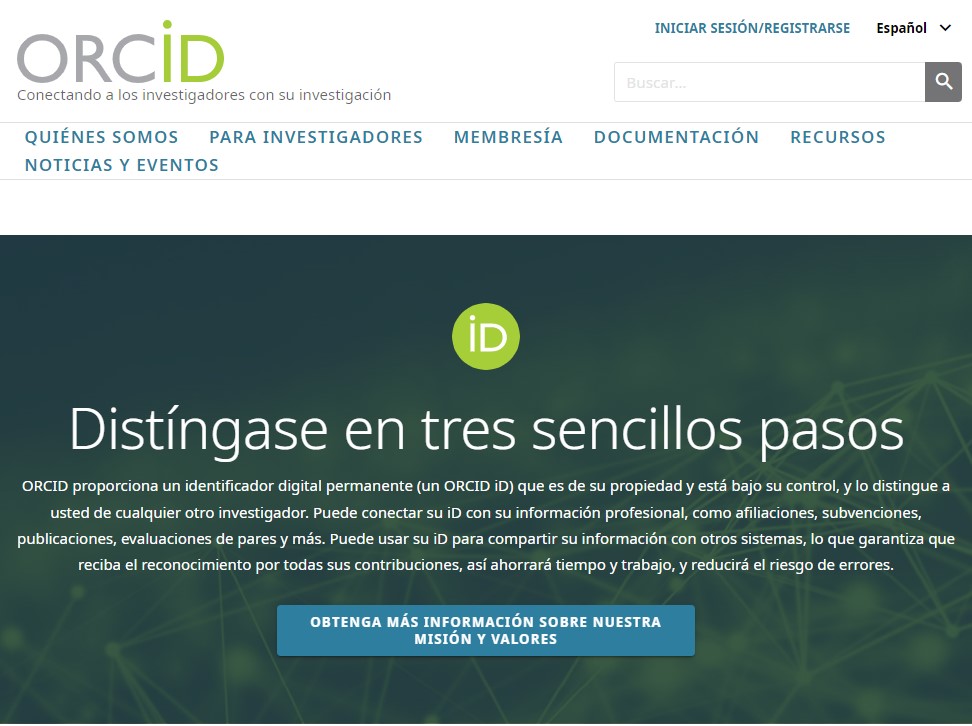 ORCiD
Conectando a los investigadores con su investigación
INICIAR SESIÓN/REGISTRARSE
Español
Buscar...
QUIÉNES SOMOS PARA INVESTIGADORES MEMBRESÍA DOCUMENTACIÓN RECURSOS
NOTICIAS Y EVENTOS
iD
Distíngase en tres sencillos pasos
ORCID proporciona un identificador digital permanente (un ORCID iD) que es de su propiedad y está bajo su control, y lo distingue a
usted de cualquier otro investigador. Puede conectar su iD con su información profesional, como afiliaciones, subvenciones,
publicaciones, evaluaciones de pares y más. Puede usar su iD para compartir su información con otros sistemas, lo que garantiza que
reciba el reconocimiento por todas sus contribuciones, así ahorrará tiempo y trabajo, y reducirá el riesgo de errores.
OBTENGA MÁS INFORMACIÓN SOBRE NUESTRA
MISIÓN Y VALORES